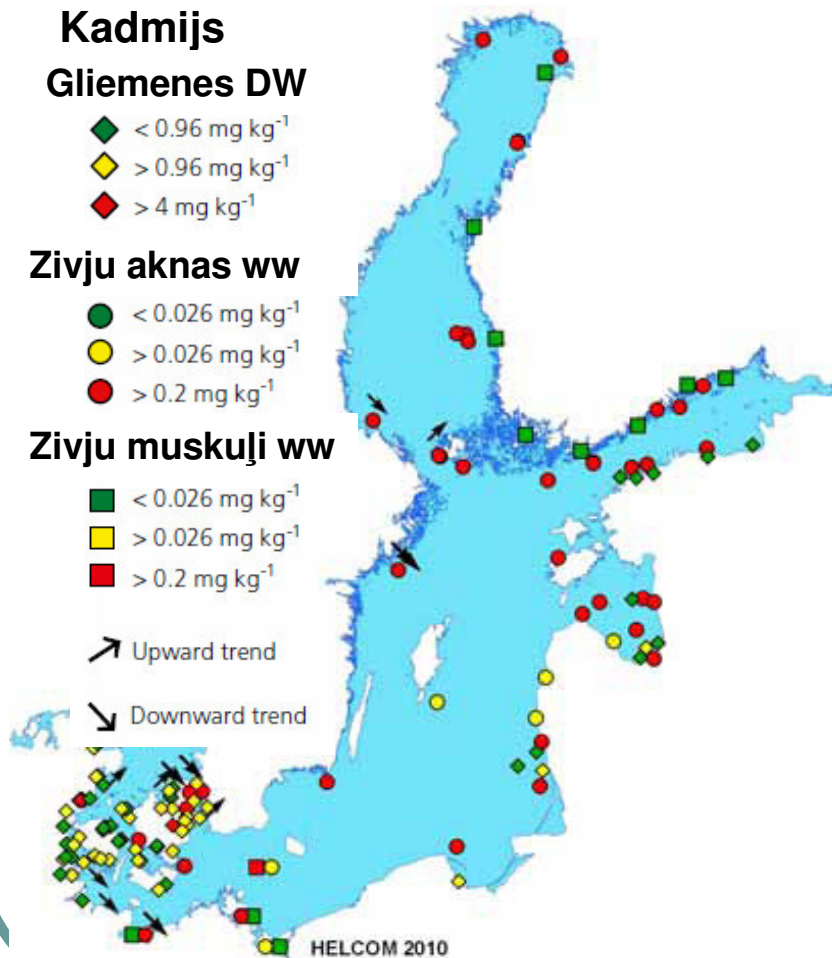 Kadmijs
Gliemenes DW
< 0.96 mg kg⁻¹
> 0.96 mg kg⁻¹
> 4 mg kg⁻¹
Zivju aknas ww
< 0.026 mg kg⁻¹
> 0.026 mg kg⁻¹
> 0.2 mg kg⁻¹
Zivju muskuļi ww
< 0.026 mg kg⁻¹
> 0.026 mg kg⁻¹
> 0.2 mg kg⁻¹
Upward trend
Downward trend
HELCOM 2010